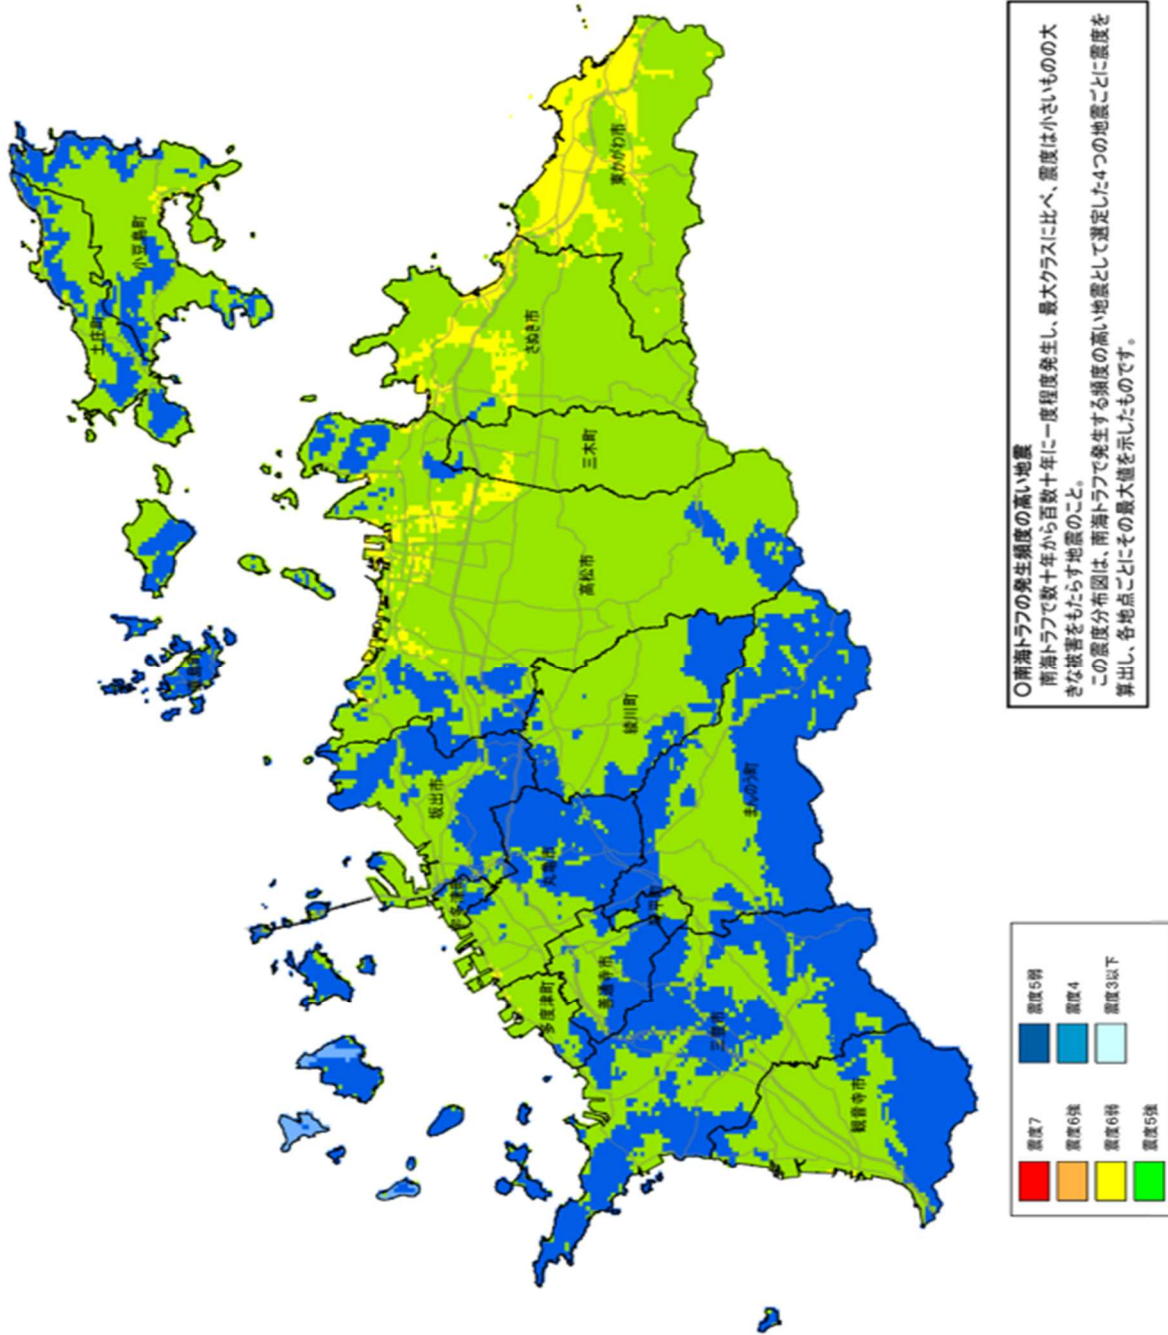 小豆島町
土庄町
直島町
東かがわ市
さぬき市
三木町
高松市
綾川町
坂出市
まんのう町
丸亀市
宇多津町
琴平町
善通寺市
多度津町
三豊市
観音寺市
〇南海トラフの発生頻度の高い地震
南海トラフで数十年から百数十年に一度程度発生し、最大クラスに比べ、震度は小さいものの大
きな被害をもたらす地震のこと。
この震度分布図は、南海トラフで発生する頻度の高い地震として選定した4つの地震ごとに震度を
算出し、各地点ごとにその最大値を示したものです。
震度7
震度6強
震度6弱
震度5強
震度5弱
震度4
震度3以下